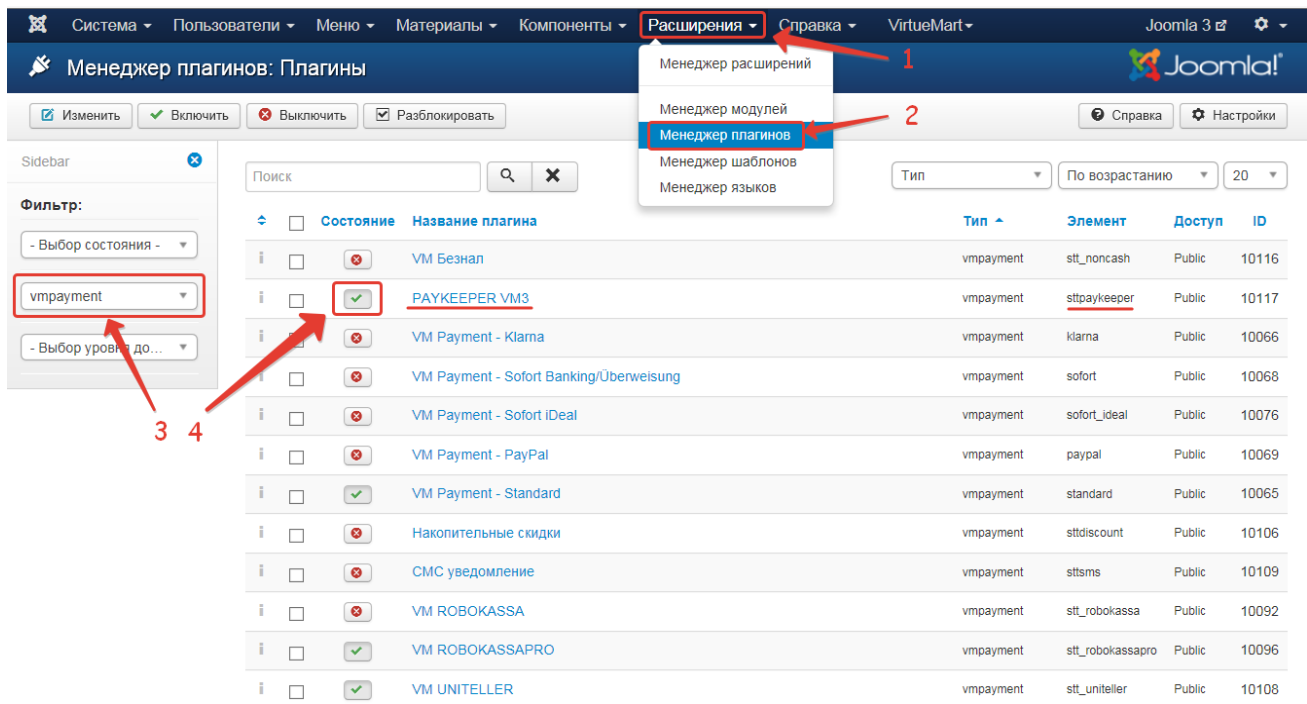 Система Пользователи Меню Материалы Компоненты Расширения Справка VirtueMart Joomla 3
Менеджер плагинов: Плагины
Joomla!
Менеджер расширений
1
Изменить Включить Выключить Разблокировать
Менеджер модулей
2
Справка Настройки
Менеджер плагинов
Менеджер шаблонов
Менеджер языков
Sidebar
Поиск
Тип По возрастанию 20
Фильтр:
- Выбор состояния -
vmpayment
- Выбор уровня до...
3 4
Состояние Название плагина Тип Элемент Доступ ID
VM Безнал vmpayment stt_noncash Public 10116
PAYKEEPER VM3 vmpayment sttpaykeeper Public 10117
VM Payment - Klarna vmpayment klarna Public 10066
VM Payment - Sofort Banking/Überweisung vmpayment sofort Public 10068
VM Payment - Sofort iDeal vmpayment sofort_ideal Public 10076
VM Payment - PayPal vmpayment paypal Public 10069
VM Payment - Standard vmpayment standard Public 10065
Накопительные скидки vmpayment sttdiscount Public 10106
СМС уведомление vmpayment sttsms Public 10109
VM ROBOKASSA vmpayment stt_robokassa Public 10092
VM ROBOKASSAPRO vmpayment stt_robokassapro Public 10096
VM UNITELLER vmpayment stt_uniteller Public 10108